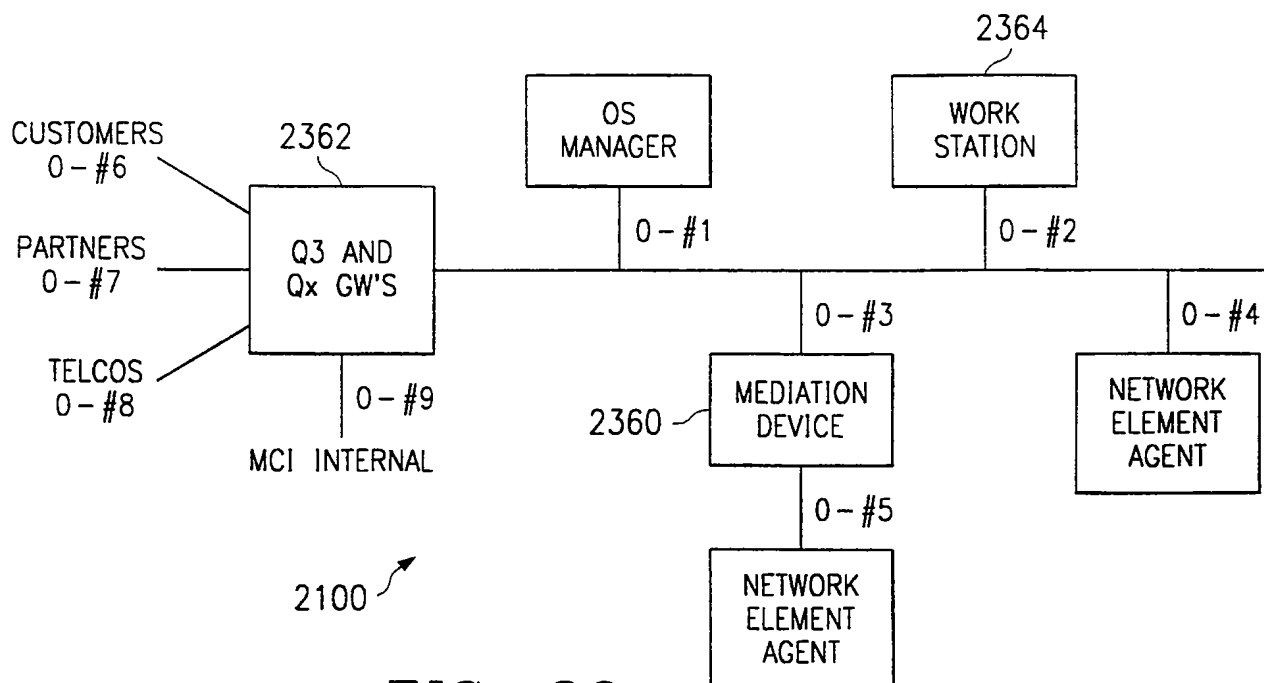 2364
OS
MANAGER
WORK
STATION
CUSTOMERS
0-#6
2362
PARTNERS
0-#7
Q3 AND
Qx GW'S
0-#1
0-#2
TELCOS
0-#8
0-#9
MCI INTERNAL
0-#3
0-#4
2360
MEDIATION
DEVICE
NETWORK
ELEMENT
AGENT
0-#5
2100
NETWORK
ELEMENT
AGENT